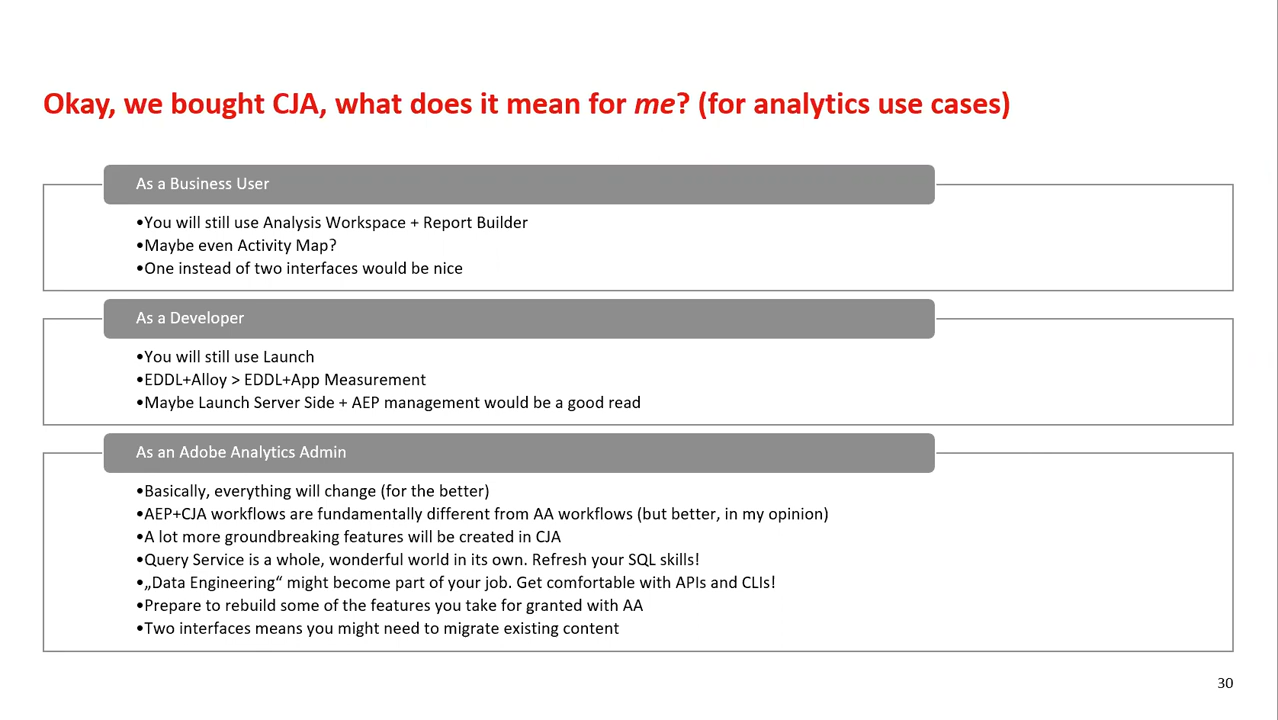 Okay, we bought CJA, what does it mean for me? (for analytics use cases)
As a Business User
•You will still use Analysis Workspace + Report Builder
•Maybe even Activity Map?
•One instead of two interfaces would be nice
As a Developer
•You will still use Launch
•EDDL+Alloy > EDDL+App Measurement
•Maybe Launch Server Side + AEP management would be a good read
As an Adobe Analytics Admin
•Basically, everything will change (for the better)
•AEP+CJA workflows are fundamentally different from AA workflows (but better, in my opinion)
•A lot more groundbreaking features will be created in CJA
•Query Service is a whole, wonderful world in its own. Refresh your SQL skills!
•„Data Engineering“ might become part of your job. Get comfortable with APIs and CLIs!
•Prepare to rebuild some of the features you take for granted with AA
•Two interfaces means you might need to migrate existing content
30